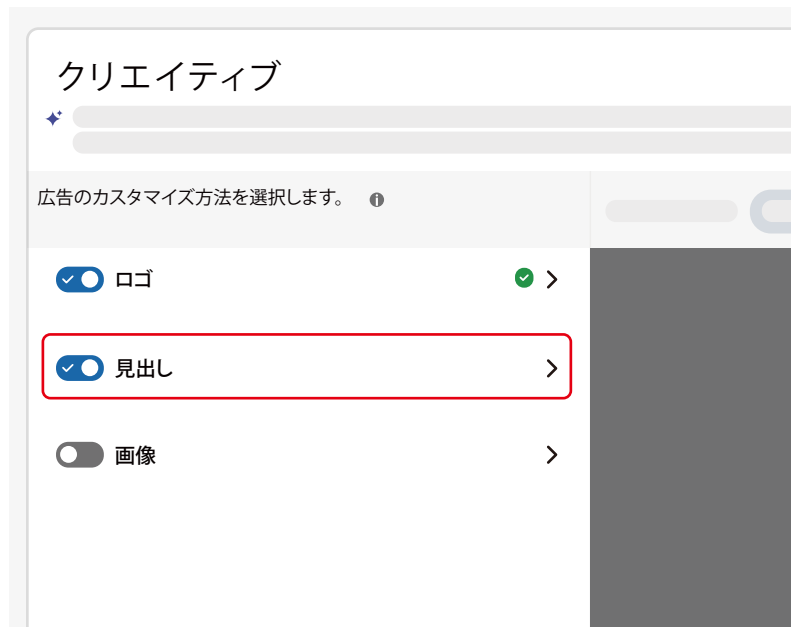 クリエイティブ
広告のカスタマイズ方法を選択します。
ロゴ
見出し
画像